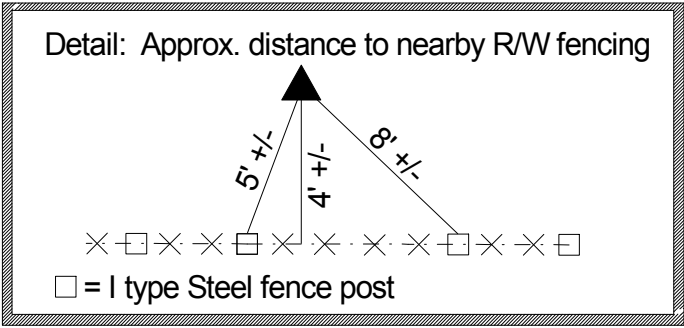 Detail: Approx. distance to nearby R/W fencing
5' +/-
4' +/-
8' +/-
= I type Steel fence post